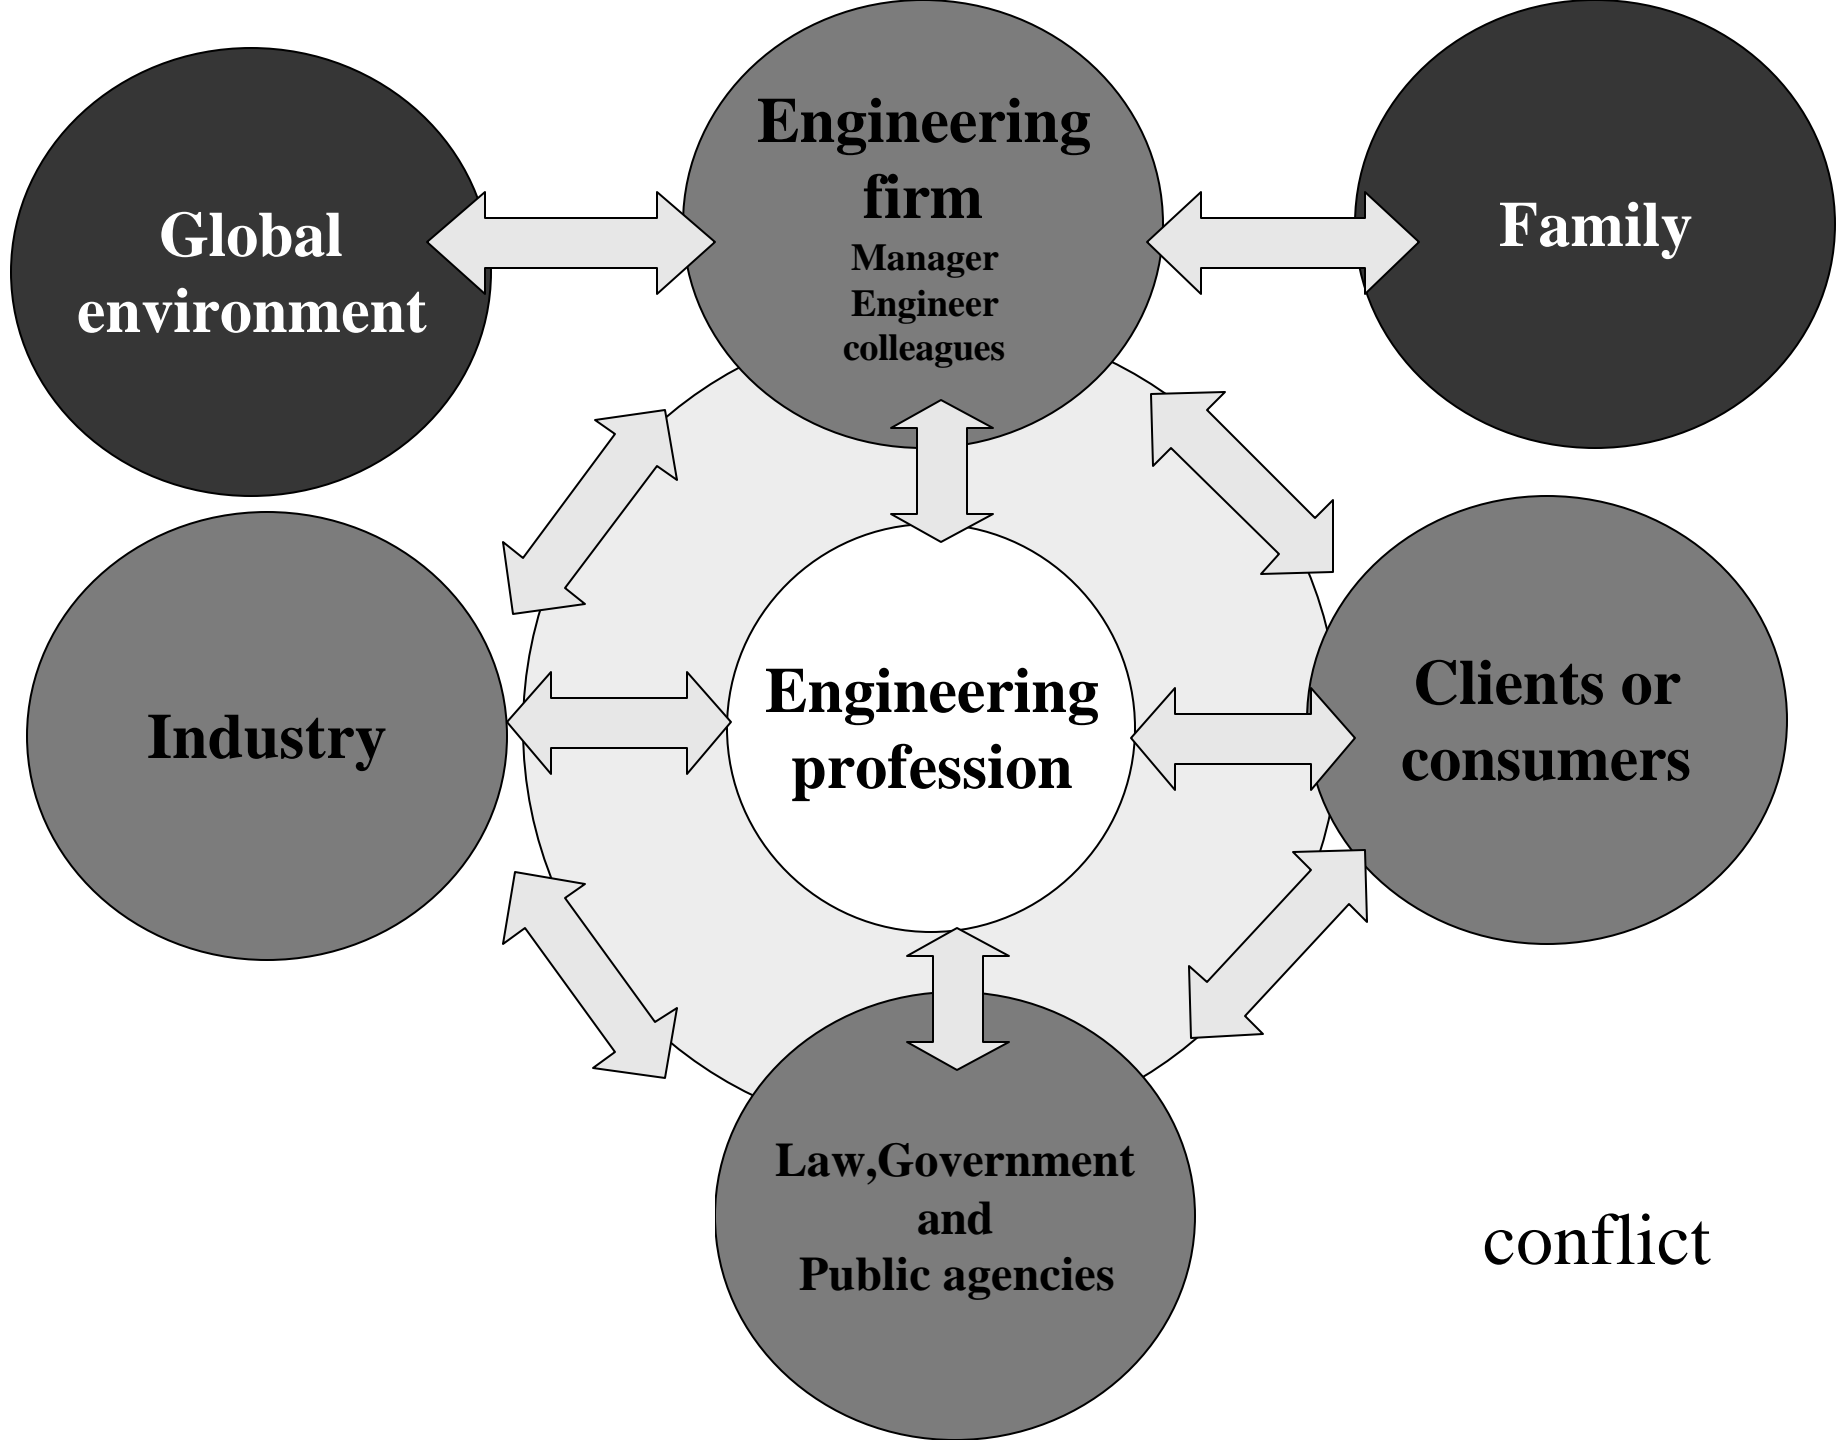 Engineering
firm
Manager
Engineer
colleagues
Global
environment
Family
Industry
Engineering
profession
Clients or
consumers
Law,Government
and
Public agencies
conflict